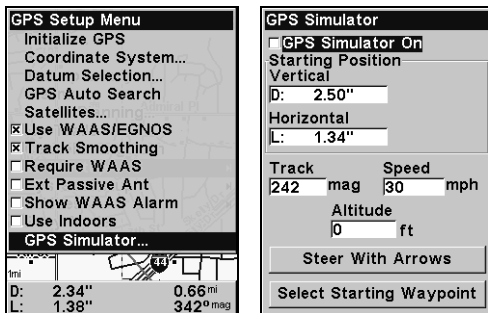 GPS Setup Menu
Initialize GPS
Coordinate System...
Datum Selection...
GPS Auto Search
Satellites...
Use WAAS/EGNOS
Track Smoothing
Require WAAS
Ext Passive Ant
Show WAAS Alarm
Use Indoors
GPS Simulator...
44
1mi
D: 2.34" 0.66 mi
L: 1.38" 342° mag
GPS Simulator
GPS Simulator On
Starting Position
Vertical
D: 2.50"
Horizontal
L: 1.34"
Track Speed
242 mag 30 mph
Altitude
0 ft
Steer With Arrows
Select Starting Waypoint